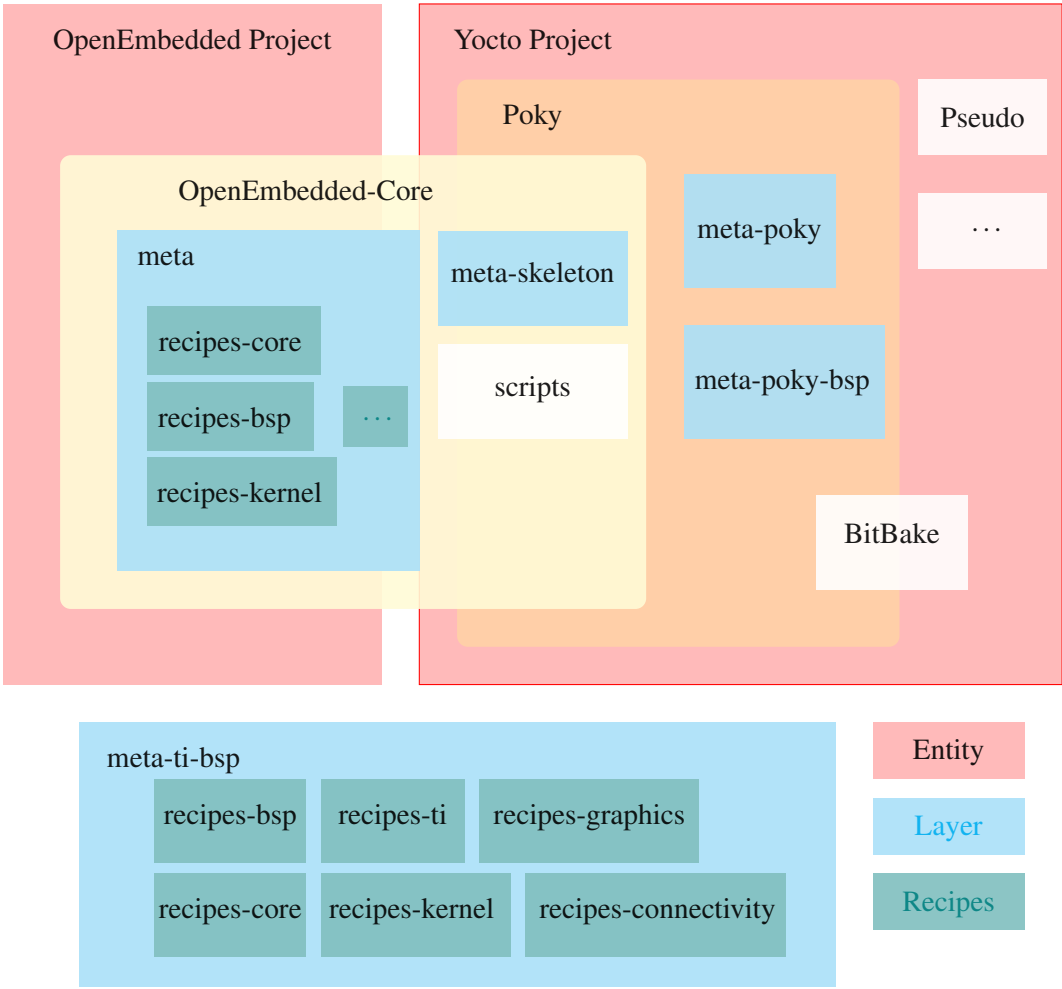 OpenEmbedded Project
Yocto Project
Poky
Pseudo
OpenEmbedded-Core
meta-poky
...
meta
meta-skeleton
recipes-core
meta-poky-bsp
scripts
recipes-bsp
...
recipes-kernel
BitBake
meta-ti-bsp
Entity
recipes-bsp
recipes-ti
recipes-graphics
Layer
recipes-core
recipes-kernel
recipes-connectivity
Recipes